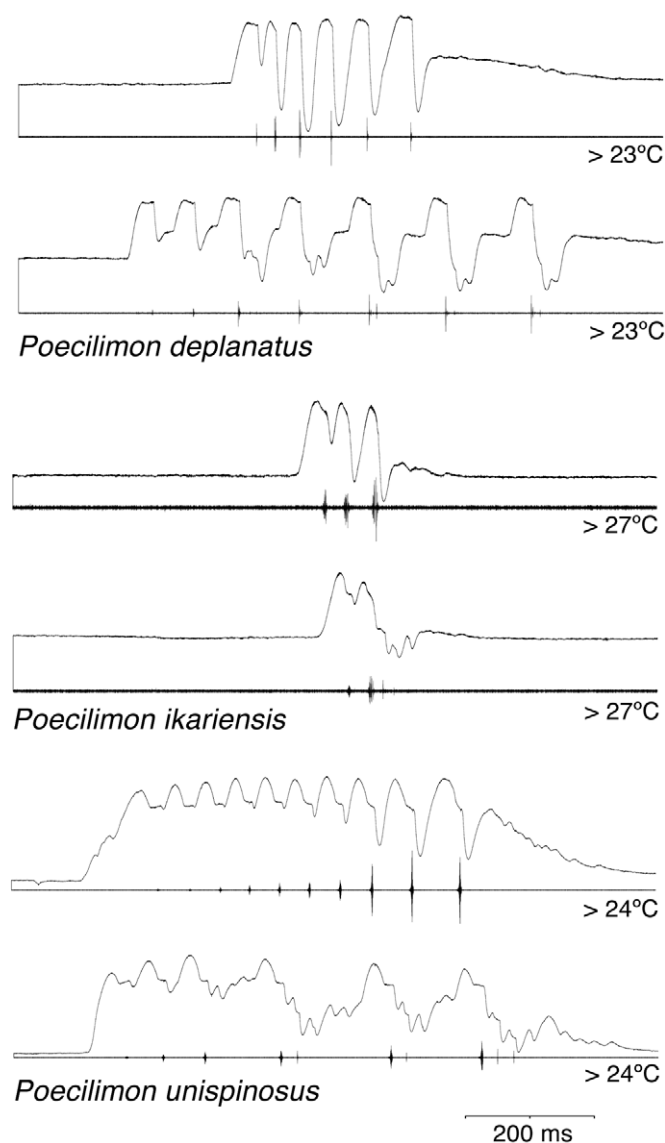 > 23°C
> 23°C
Poecilimon deplanatus
> 27°C
> 27°C
Poecilimon ikariensis
> 24°C
> 24°C
Poecilimon unispinosus
200 ms